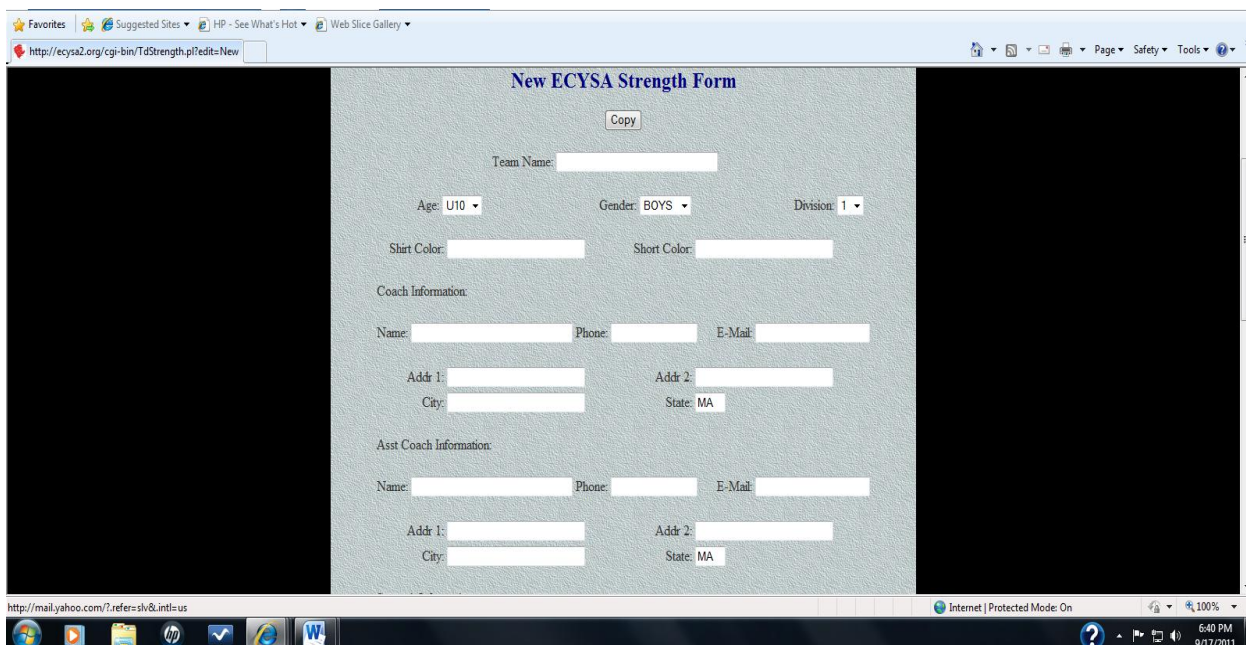 Favorites Suggested Sites HP - See What's Hot Web Slice Gallery
http://ecysa2.org/cgi-bin/TdStrength.pl?edit=New Page Safety Tools
New ECYSA Strength Form
Copy
Team Name:
Age: U10 Gender: BOYS Division: 1
Shirt Color: Short Color:
Coach Information:
Name: Phone: E-Mail:
Addr 1: Addr 2:
City: State: MA
Asst Coach Information:
Name: Phone: E-Mail:
Addr 1: Addr 2:
City: State: MA
http://mail.yahoo.com/?.refer=slv&.intl=us Internet | Protected Mode: On 100%
hp W 6:40 PM
9/17/2011